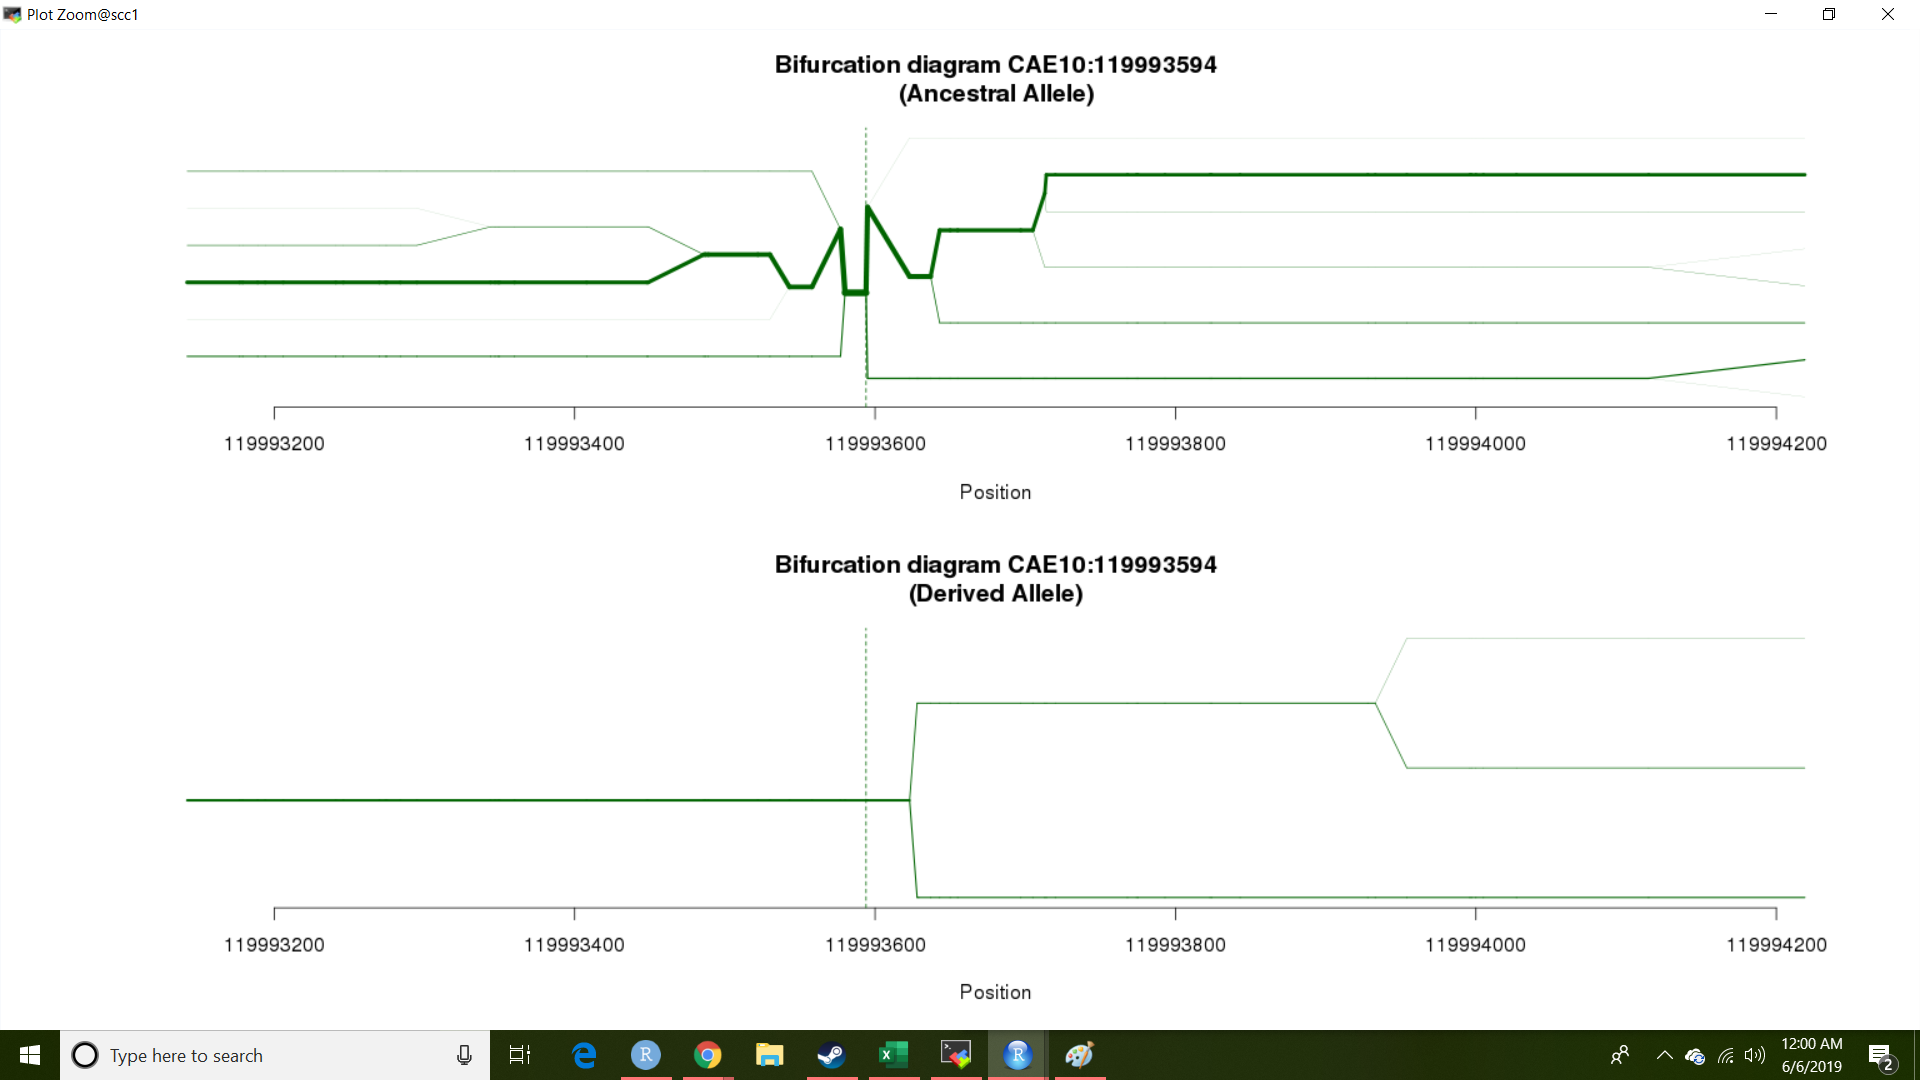 Plot Zoom@scc1
Bifurcation diagram CAE10:119993594
(Ancestral Allele)
119993200 119993400 119993600 119993800 119994000 119994200
Position
Bifurcation diagram CAE10:119993594
(Derived Allele)
119993200 119993400 119993600 119993800 119994000 119994200
Position
Type here to search
12:00 AM
6/6/2019
2